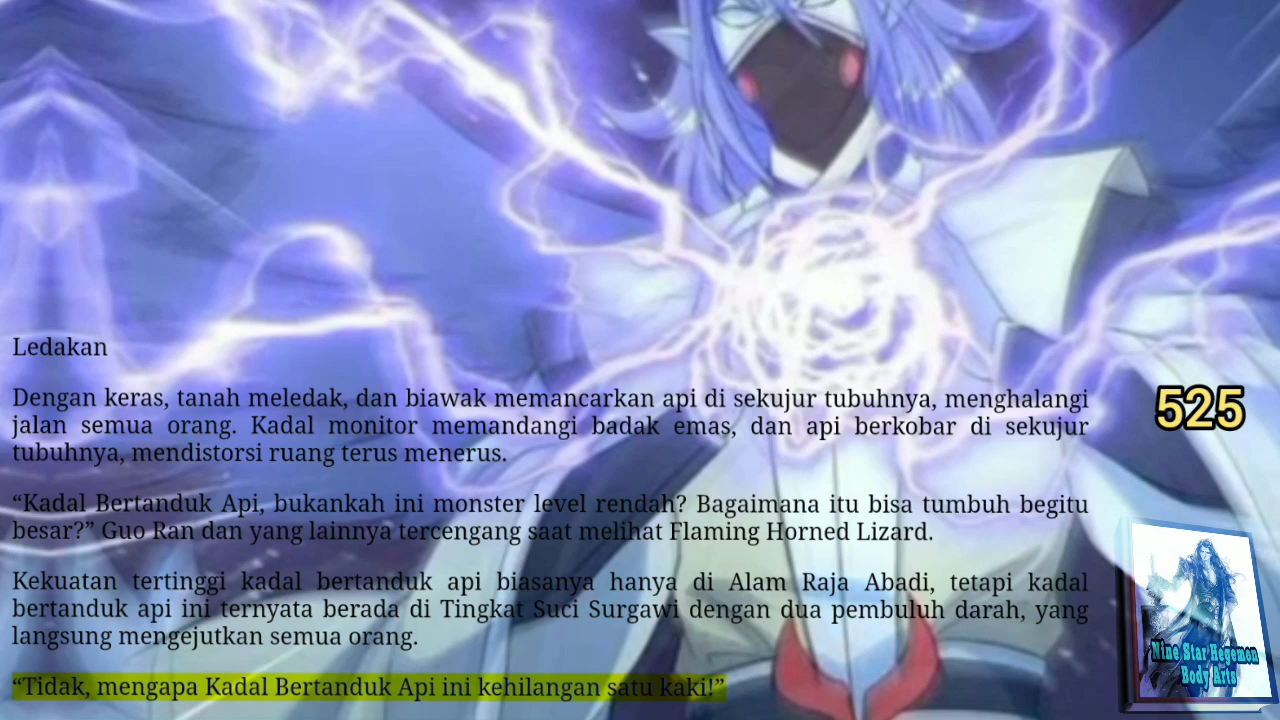 Ledakan
Dengan keras, tanah meledak, dan biawak memancarkan api di sekujur tubuhnya, menghalangi
jalan semua orang. Kadal monitor memandangi badak emas, dan api berkobar di sekujur
tubuhnya, mendistorsi ruang terus menerus.
“Kadal Bertanduk Api, bukankah ini monster level rendah? Bagaimana itu bisa tumbuh begitu
besar?” Guo Ran dan yang lainnya tercengang saat melihat Flaming Horned Lizard.
Kekuatan tertinggi kadal bertanduk api biasanya hanya di Alam Raja Abadi, tetapi kadal
bertanduk api ini ternyata berada di Tingkat Suci Surgawi dengan dua pembuluh darah, yang
langsung mengejutkan semua orang.
“Tidak, mengapa Kadal Bertanduk Api ini kehilangan satu kaki!”
525
Nine Star Hegemon
Body Arts